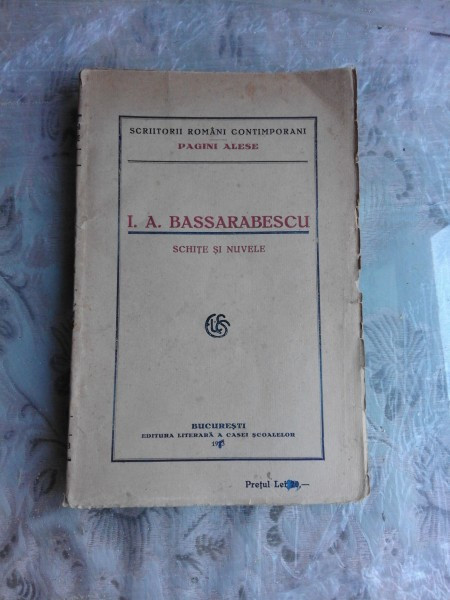 SCRIITORII ROMÂNI CONTIMPORANI
PAGINI ALESE
I. A. BASSARABESCU
SCHIȚE ȘI NUVELE
BUCUREȘTI
EDITURA LITERARĂ A CASEI ȘCOALELOR
Prețul Lei